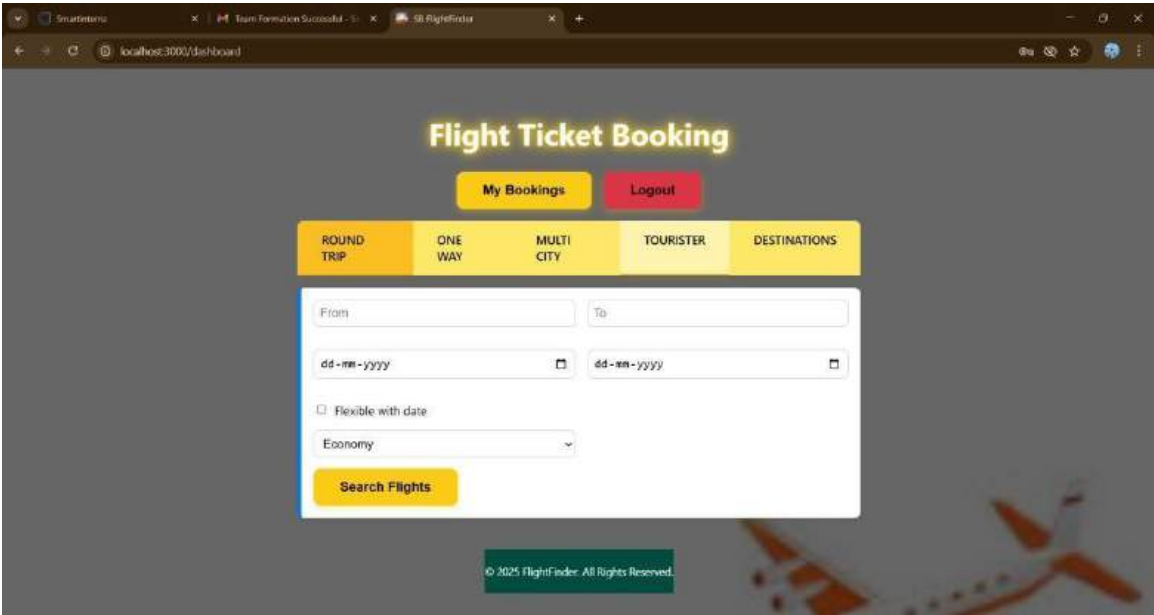 Smartinternz
Team Formation Successful - S
SB FlightFinder
localhost:3000/dashboard
Flight Ticket Booking
My Bookings
Logout
ROUND
TRIP
ONE
WAY
MULTI
CITY
TOURISTER
DESTINATIONS
From
To
dd-mm-yyyy
dd-mm-yyyy
Flexible with date
Economy
Search Flights
© 2025 FlightFinder. All Rights Reserved.